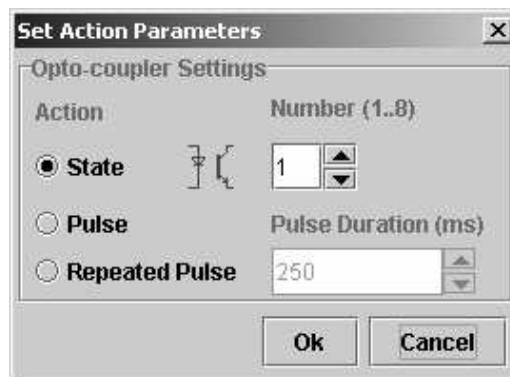 Set Action Parameters
Opto-coupler Settings
Action
Number (1..8)
State
1
Pulse
Pulse Duration (ms)
Repeated Pulse
250
Ok
Cancel